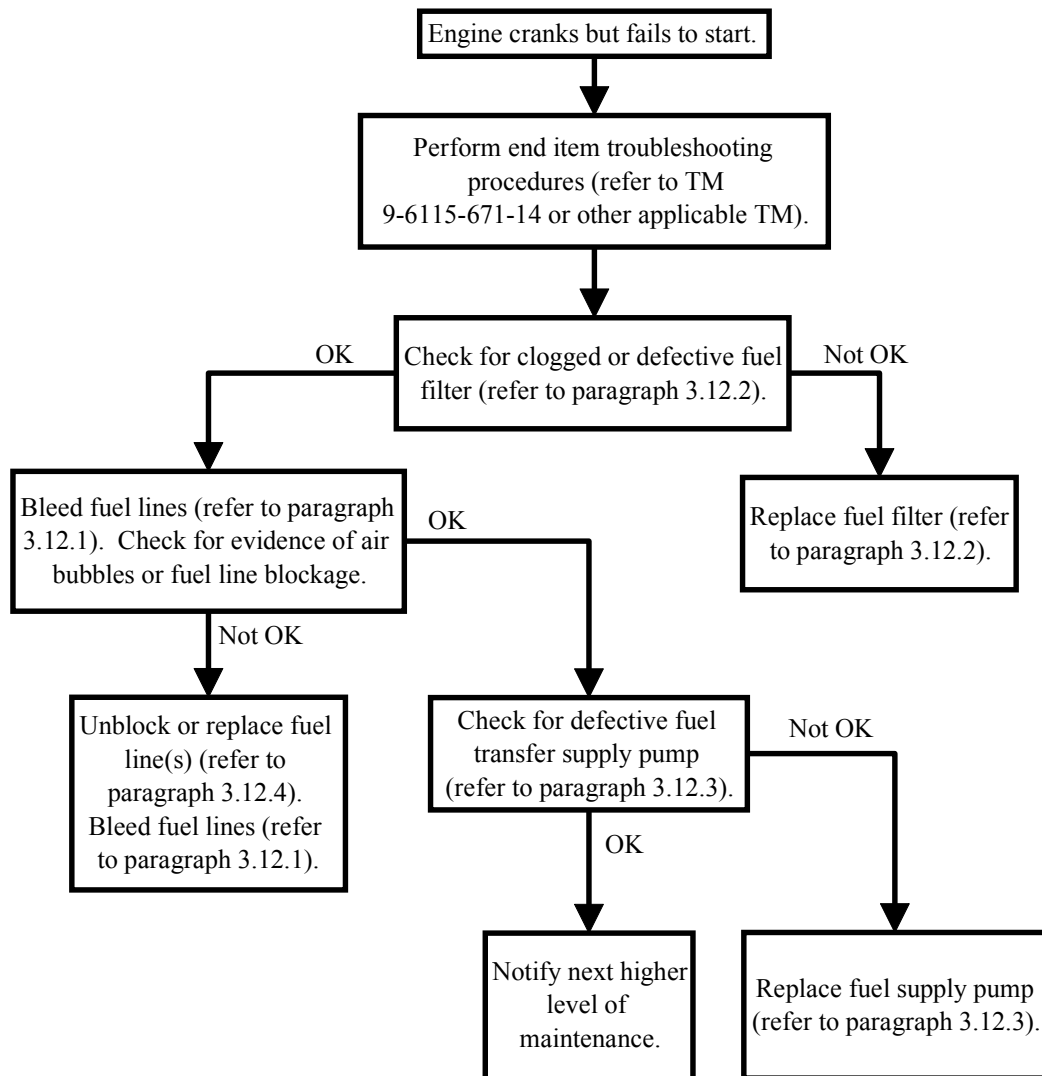 Engine cranks but fails to start.
Perform end item troubleshooting
procedures (refer to TM
9-6115-671-14 or other applicable TM).
OK
Check for clogged or defective fuel
filter (refer to paragraph 3.12.2).
Not OK
Bleed fuel lines (refer to paragraph
3.12.1).  Check for evidence of air
bubbles or fuel line blockage.
OK
Replace fuel filter (refer
to paragraph 3.12.2).
Not OK
Unblock or replace fuel
line(s) (refer to
paragraph 3.12.4).
Bleed fuel lines (refer
to paragraph 3.12.1).
Check for defective fuel
transfer supply pump
(refer to paragraph 3.12.3).
Not OK
OK
Notify next higher
level of
maintenance.
Replace fuel supply pump
(refer to paragraph 3.12.3).